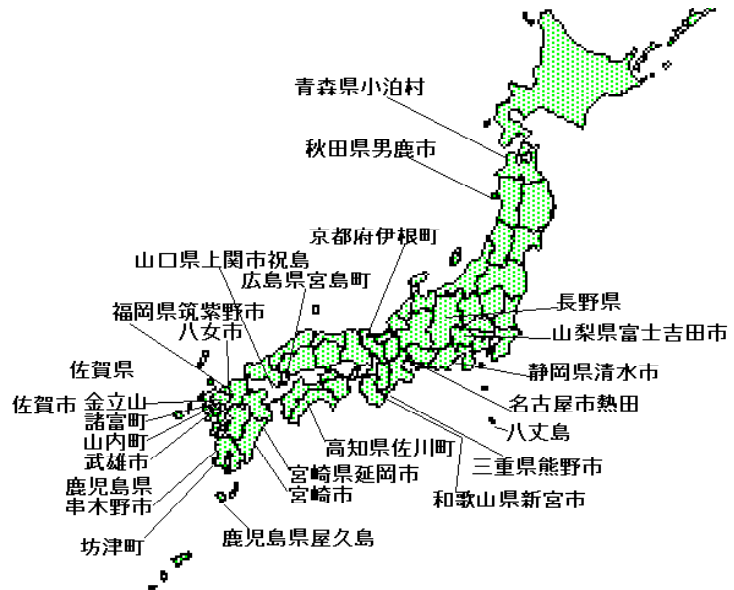 青森県小泊村
秋田県男鹿市
京都府伊根町
山口県上関市祝島
広島県宮島町
福岡県筑紫野市
八女市
長野県
山梨県富士吉田市
佐賀県
静岡県清水市
佐賀市 金立山
名古屋市熱田
諸富町
八丈島
山内町
高知県佐川町
武雄市
三重県熊野市
宮崎県延岡市
鹿児島県
串木野市
宮崎市
和歌山県新宮市
坊津町
鹿児島県屋久島